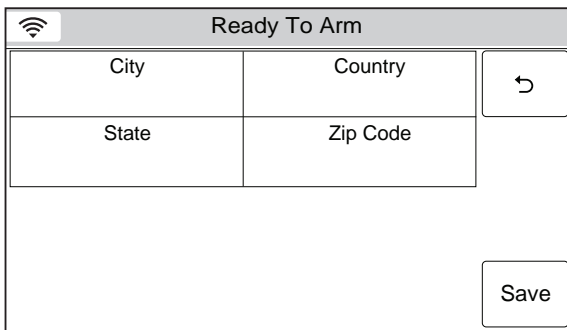 Ready To Arm
City
Country
State
Zip Code
Save